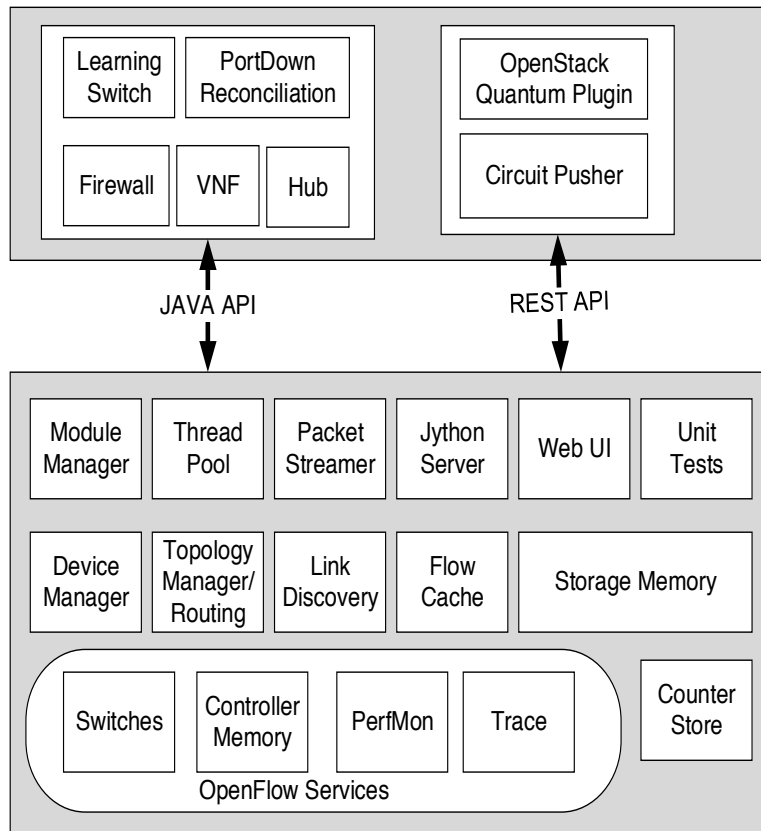 Learning
Switch
PortDown
Reconciliation
OpenStack
Quantum Plugin
Firewall
VNF
Hub
Circuit Pusher
JAVA API
REST API
Module
Manager
Thread
Pool
Packet
Streamer
Jython
Server
Web UI
Unit
Tests
Device
Manager
Topology
Manager/
Routing
Link
Discovery
Flow
Cache
Storage Memory
Switches
Controller
Memory
PerfMon
Trace
Counter
Store
OpenFlow Services